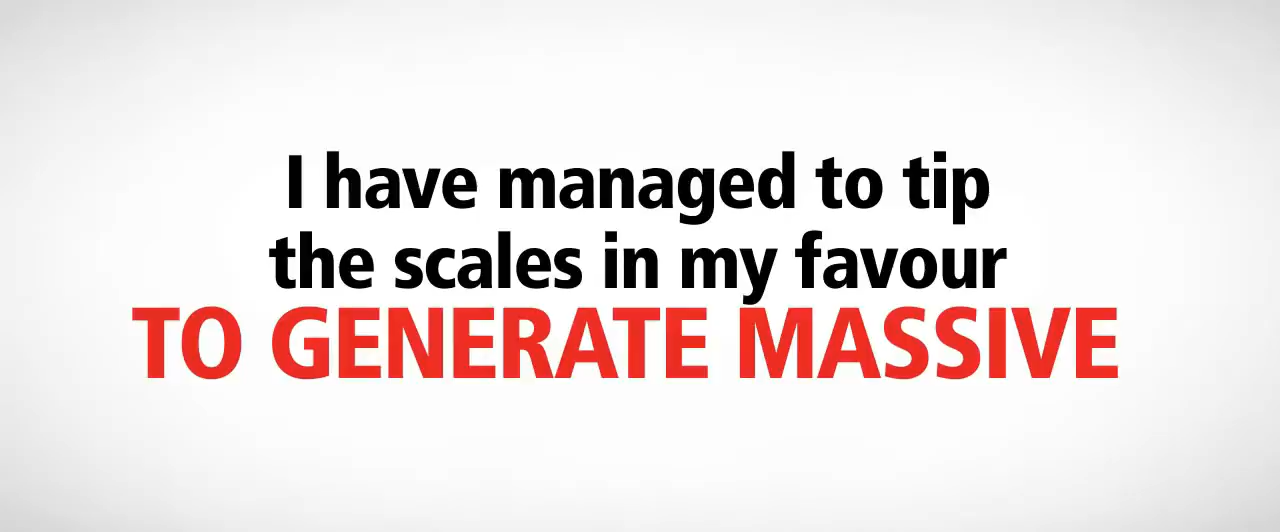 I have managed to tip
the scales in my favour
TO GENERATE MASSIVE